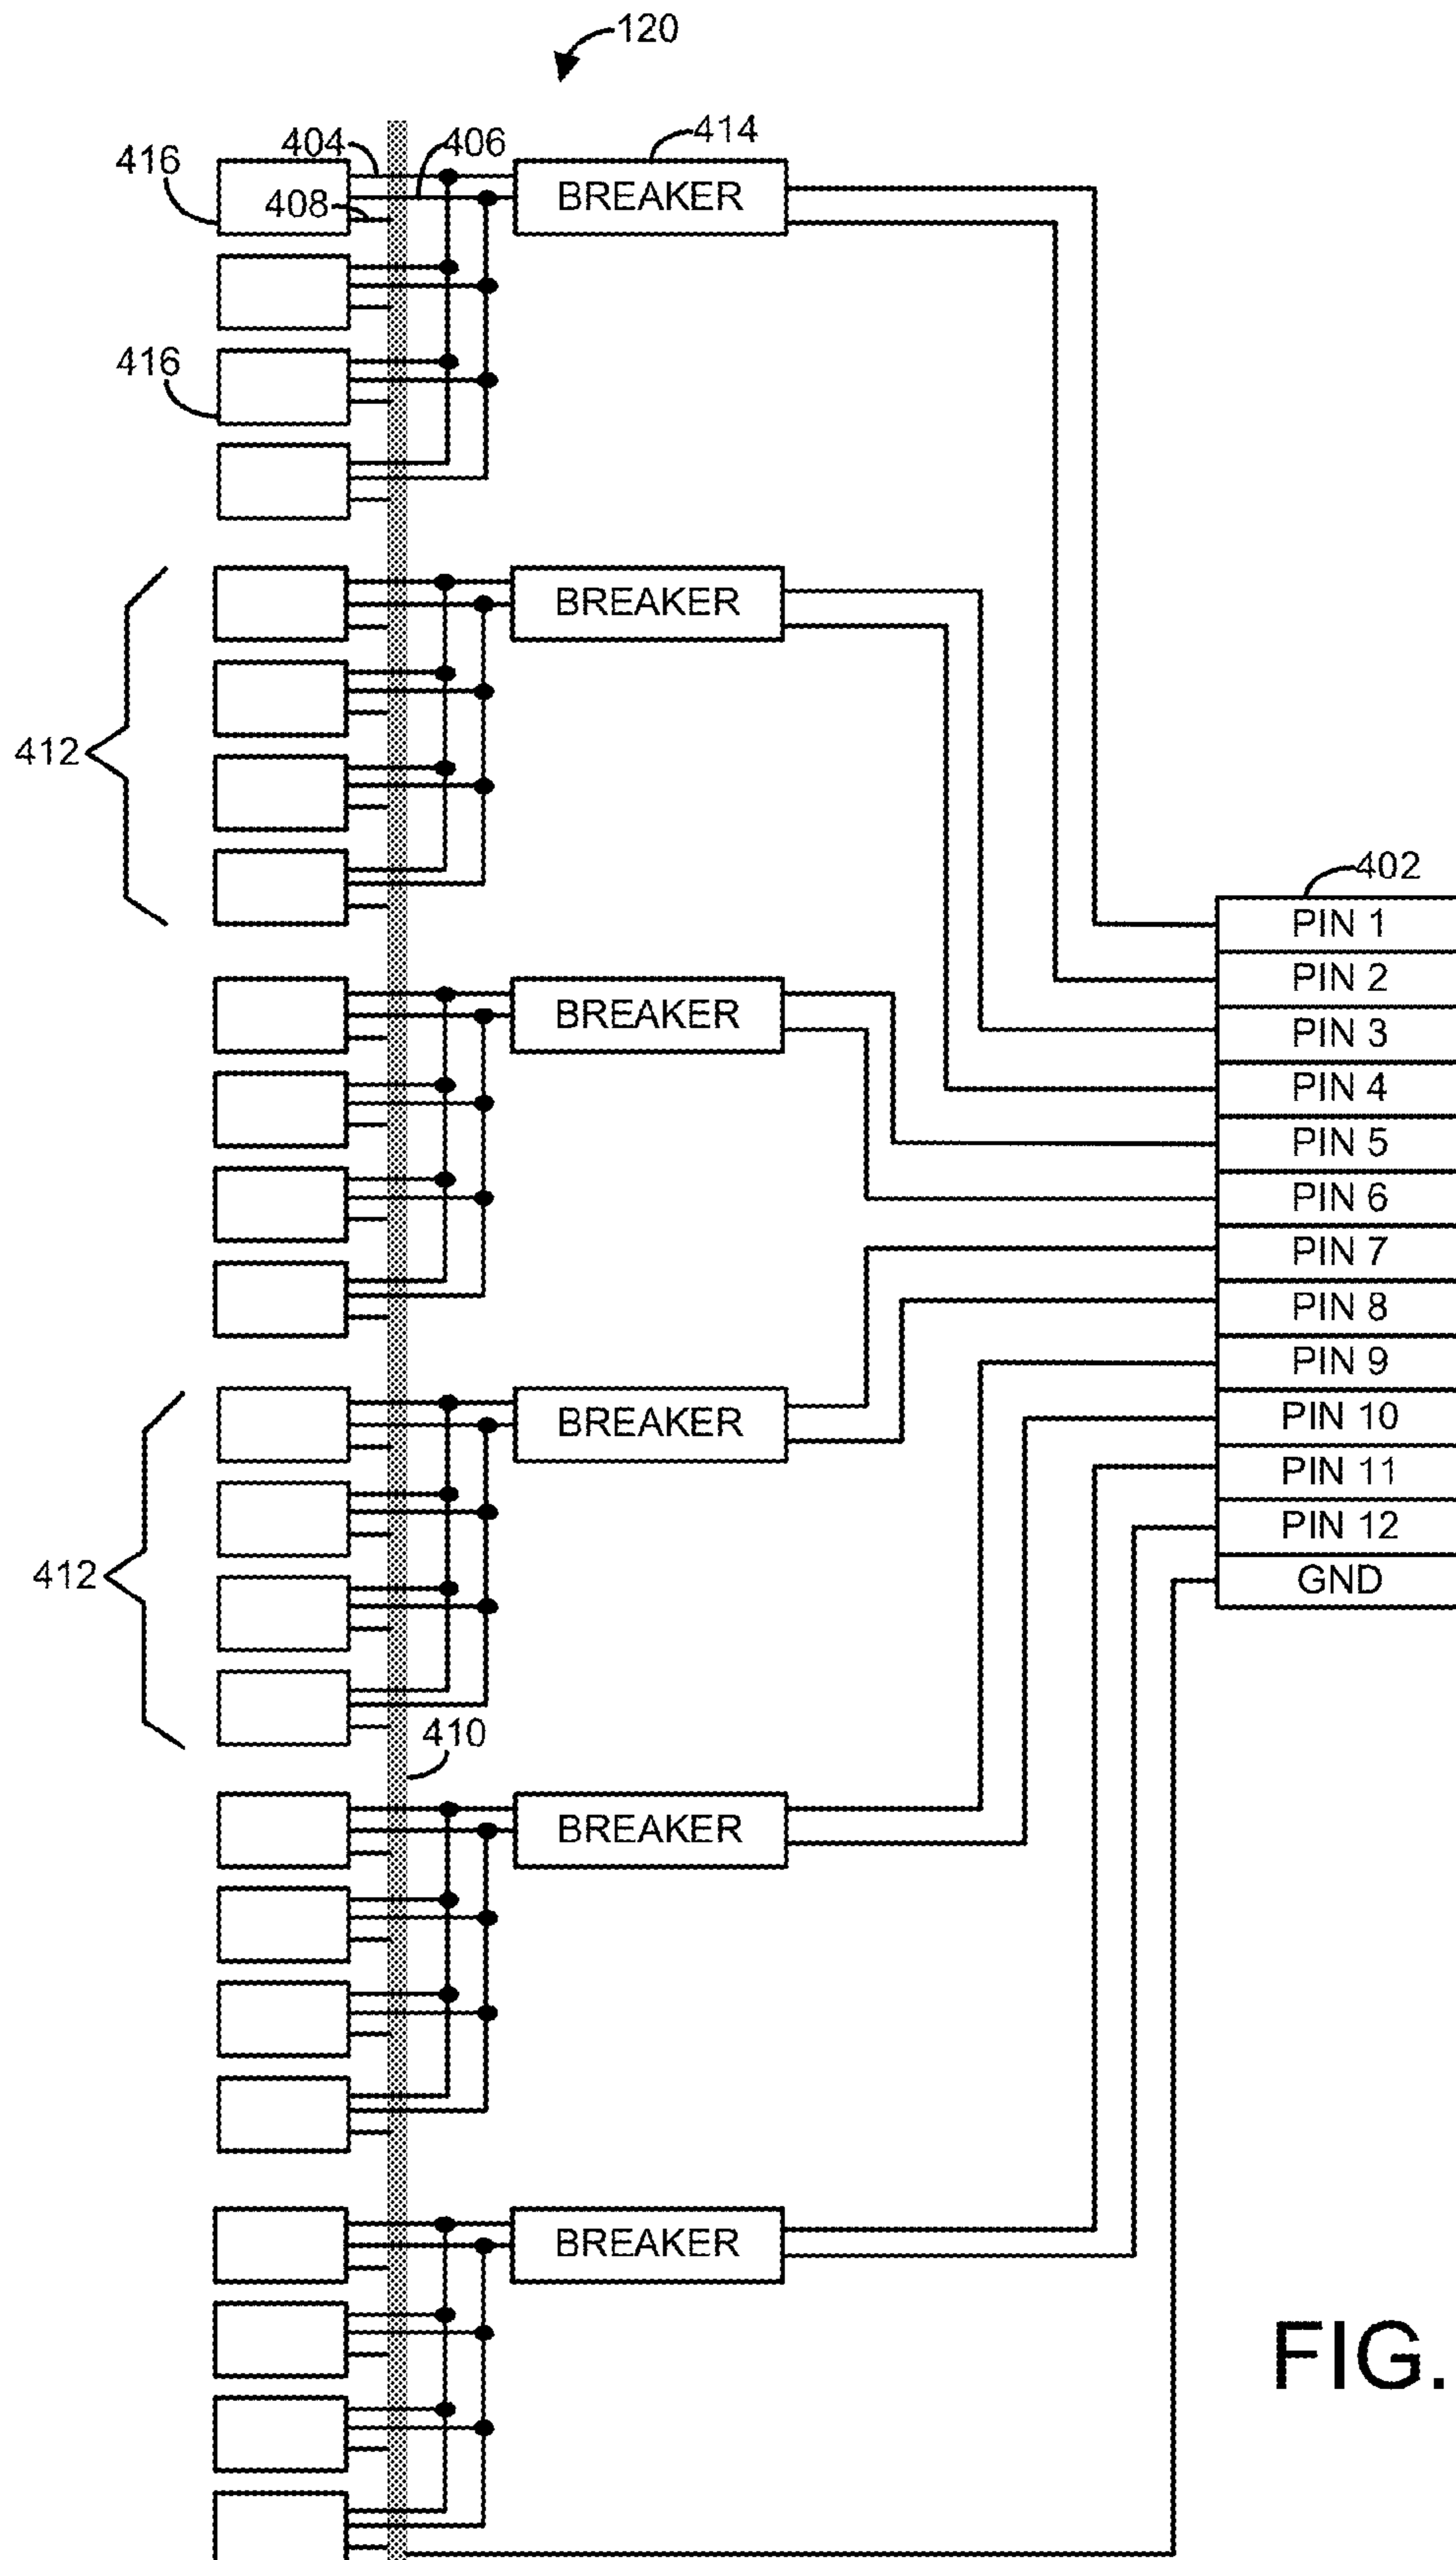 120
404
406
414
416
BREAKER
408
416
BREAKER
412
402
PIN 1
PIN 2
BREAKER
PIN 3
PIN 4
PIN 5
PIN 6
PIN 7
PIN 8
PIN 9
BREAKER
PIN 10
PIN 11
PIN 12
412
GND
410
BREAKER
BREAKER
FIG.